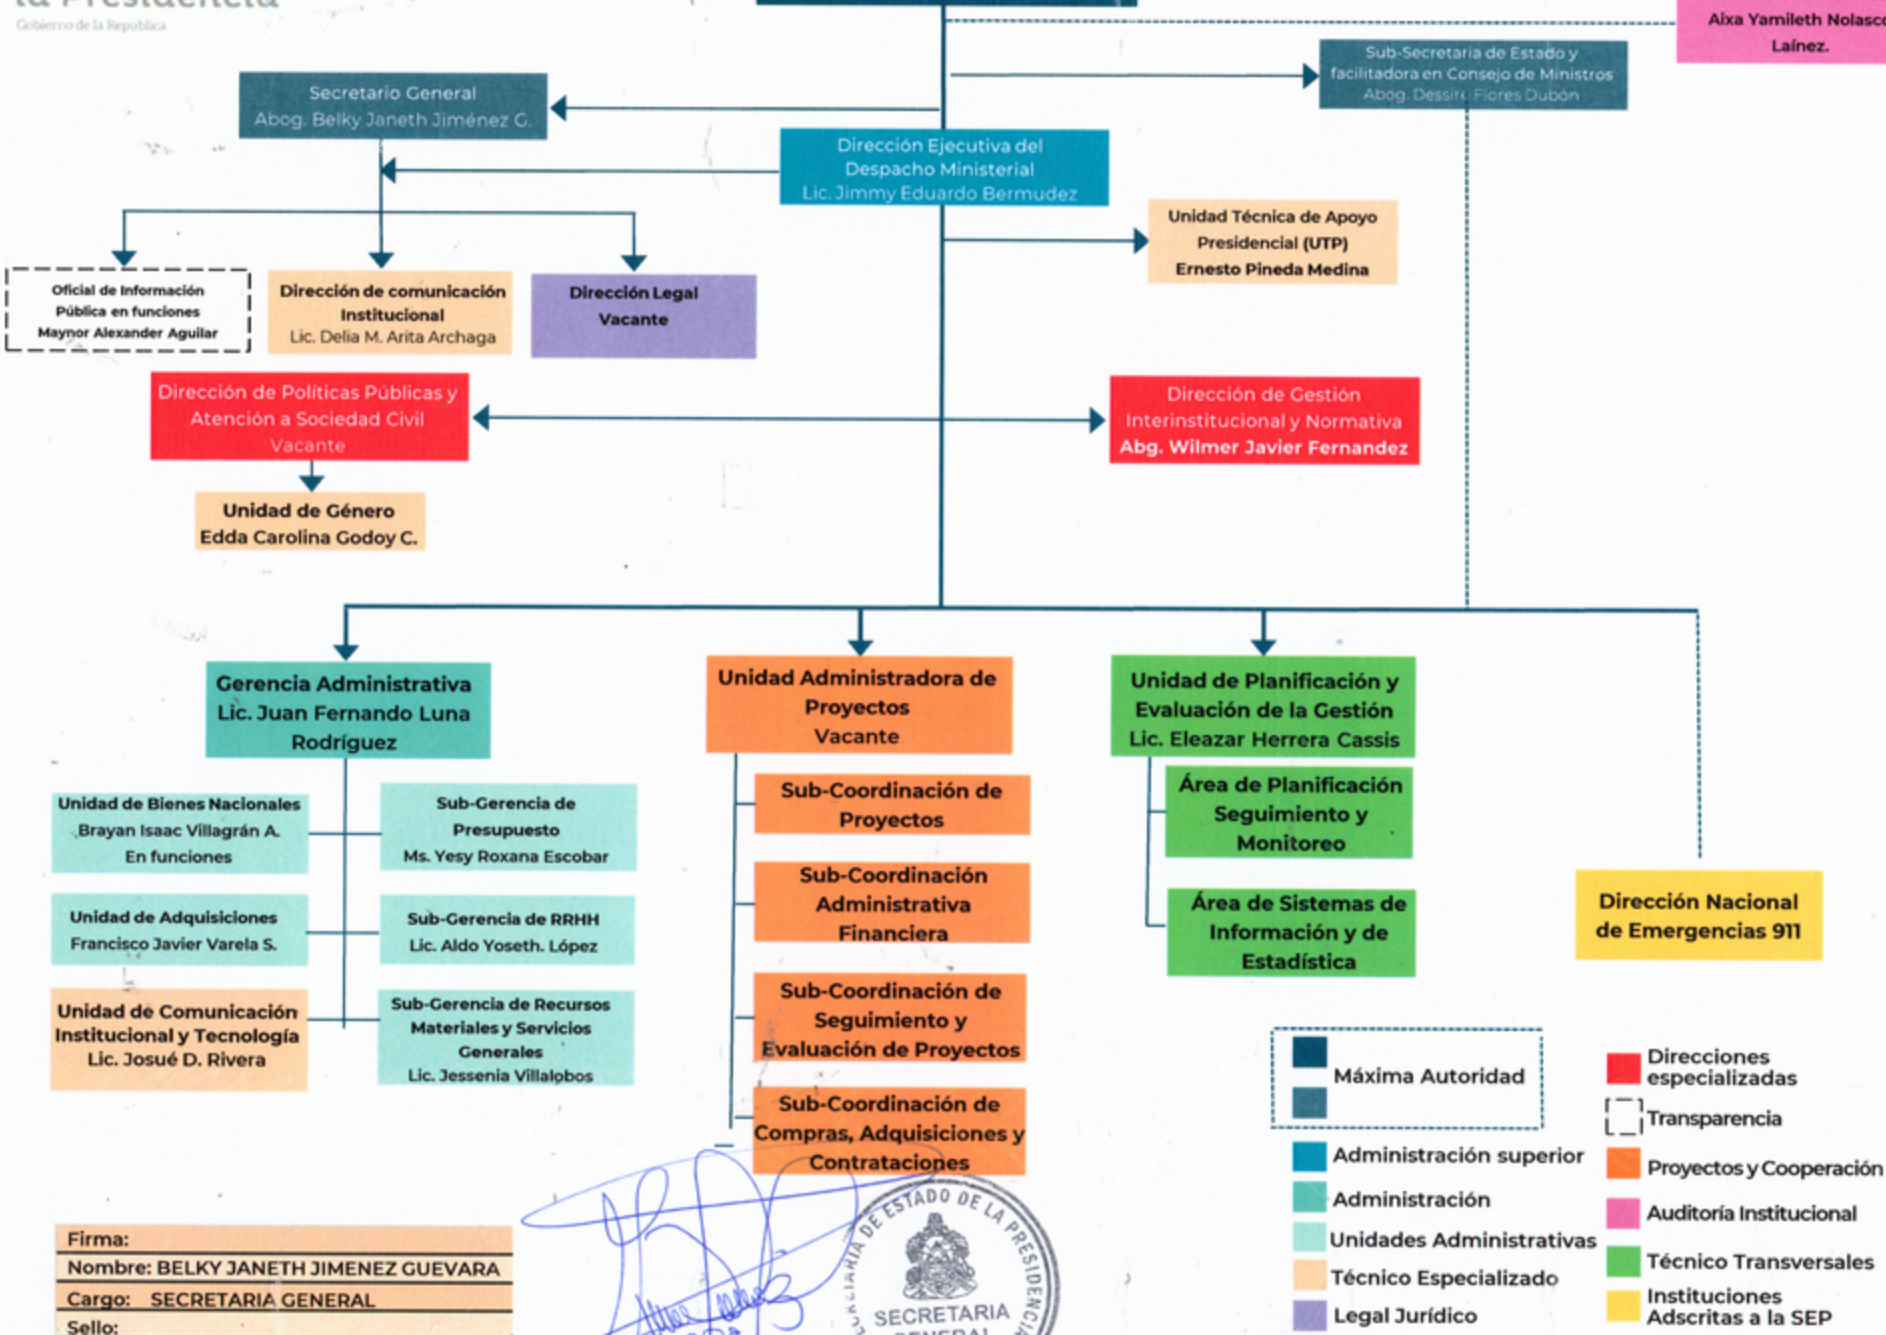 la Presidencia
Gobierno de la República
Aixa Yamileth Nolasco
Laínez.
Sub-Secretaria de Estado y
facilitadora en Consejo de Ministros
Abog. Dessire Flores Dubón
Secretario General
Abog. Belky Janeth Jiménez G.
Dirección Ejecutiva del
Despacho Ministerial
Lic. Jimmy Eduardo Bermudez
Unidad Técnica de Apoyo
Presidencial (UTP)
Ernesto Pineda Medina
Oficial de Información
Pública en funciones
Maynor Alexander Aguilar
Dirección de comunicación
Institucional
Lic. Delia M. Arita Archaga
Dirección Legal
Vacante
Dirección de Políticas Públicas y
Atención a Sociedad Civil
Vacante
Dirección de Gestión
Interinstitucional y Normativa
Abg. Wilmer Javier Fernandez
Unidad de Género
Edda Carolina Godoy C.
Gerencia Administrativa
Lic. Juan Fernando Luna
Rodríguez
Unidad de Bienes Nacionales
Brayan Isaac Villagrán A.
En funciones
Sub-Gerencia de
Presupuesto
Ms. Yesy Roxana Escobar
Unidad de Adquisiciones
Francisco Javier Varela S.
Sub-Gerencia de RRHH
Lic. Aldo Yoseth. López
Unidad de Comunicación
Institucional y Tecnología
Lic. Josué D. Rivera
Sub-Gerencia de Recursos
Materiales y Servicios
Generales
Lic. Jessenia Villalobos
Unidad Administradora de
Proyectos
Vacante
Sub-Coordinación de
Proyectos
Sub-Coordinación
Administrativa
Financiera
Sub-Coordinación de
Seguimiento y
Evaluación de Proyectos
Sub-Coordinación de
Compras, Adquisiciones y
Contrataciones
Unidad de Planificación y
Evaluación de la Gestión
Lic. Eleazar Herrera Cassis
Área de Planificación
Seguimiento y
Monitoreo
Área de Sistemas de
Información y de
Estadística
Dirección Nacional
de Emergencias 911
Máxima Autoridad
Administración superior
Administración
Unidades Administrativas
Técnico Especializado
Legal Jurídico
Direcciones
especializadas
Transparencia
Proyectos y Cooperación
Auditoría Institucional
Técnico Transversales
Instituciones
Adscritas a la SEP
Firma:
Nombre: BELKY JANETH JIMENEZ GUEVARA
Cargo: SECRETARIA GENERAL
Sello:
DE ESTADO DE LA PRESIDENCIA
SECRETARIA
GENERAL